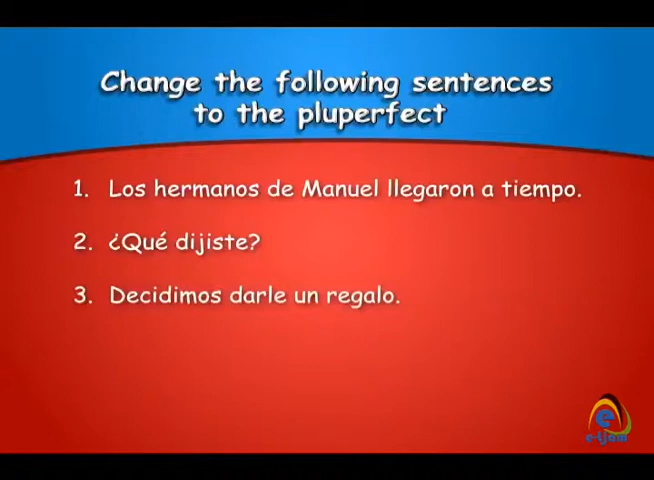 Change the following sentences
to the pluperfect
1. Los hermanos de Manuel llegaron a tiempo.
2. ¿Qué dijiste?
3. Decidimos darle un regalo.
e
e-ijam